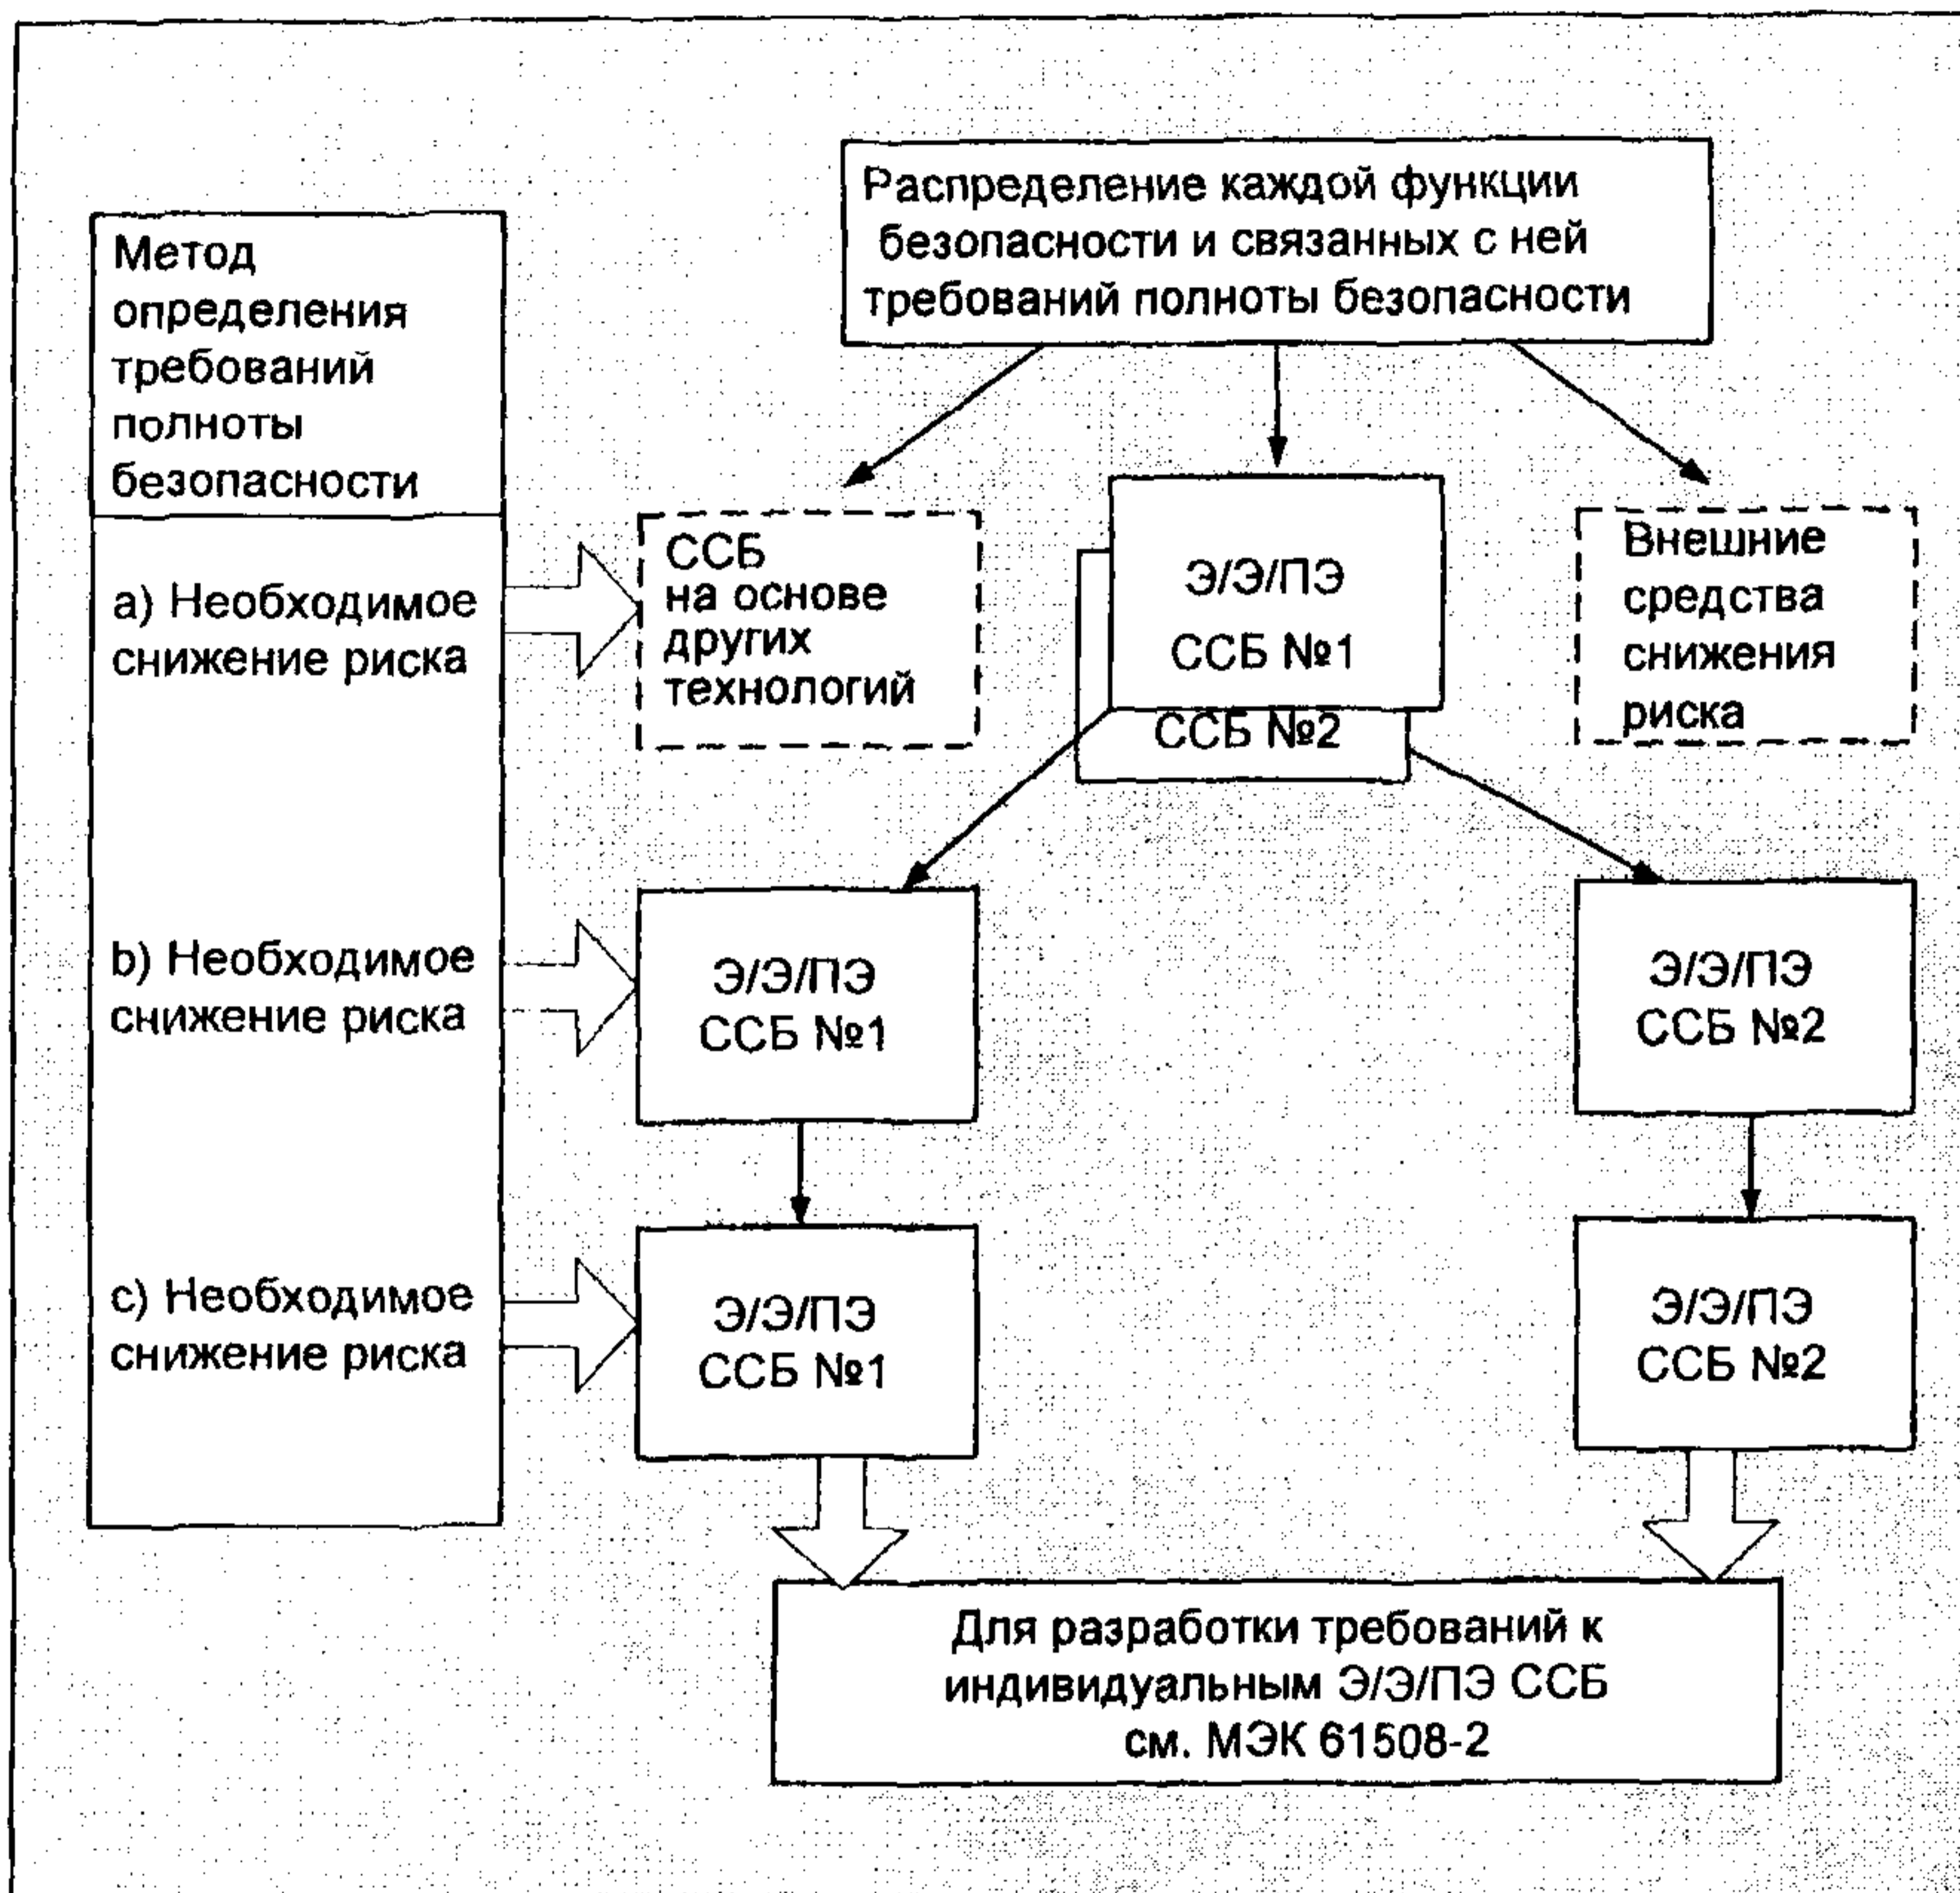 Распределение каждой функции
безопасности и связанных с ней
требований полноты безопасности
Метод
определения
требований
полноты
безопасности
a) Необходимое
снижение риска
b) Необходимое
снижение риска
c) Необходимое
снижение риска
ССБ
на основе
других
технологий
Э/Э/ПЭ
ССБ №1
ССБ №2
Внешние
средства
снижения
риска
Э/Э/ПЭ
ССБ №1
Э/Э/ПЭ
ССБ №2
Э/Э/ПЭ
ССБ №1
Э/Э/ПЭ
ССБ №2
Для разработки требований к
индивидуальным Э/Э/ПЭ ССБ
см. МЭК 61508-2